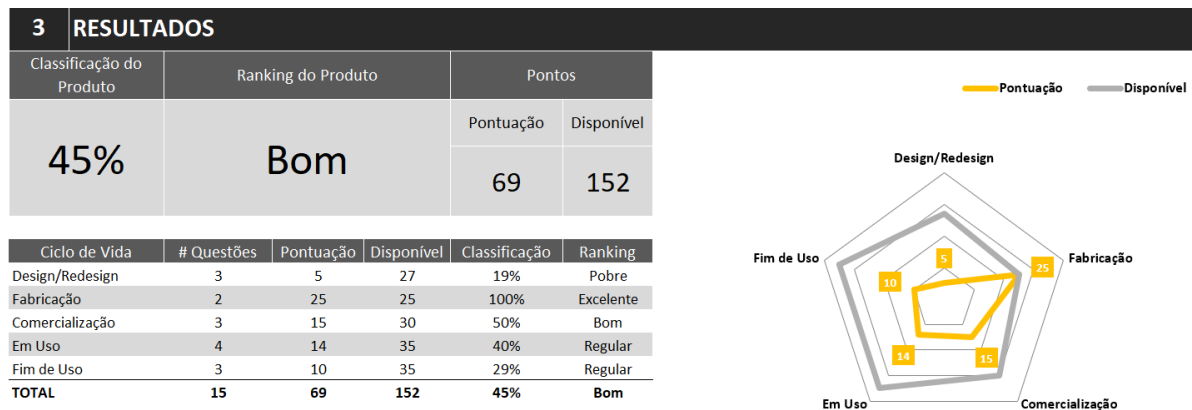 3 RESULTADOS
Classificação do Produto Ranking do Produto Pontos
Pontuação Disponível
45% Bom 69 152
Ciclo de Vida # Questões Pontuação Disponível Classificação Ranking
Design/Redesign 3 5 27 19% Pobre
Fabricação 2 25 25 100% Excelente
Comercialização 3 15 30 50% Bom
Em Uso 4 14 35 40% Regular
Fim de Uso 3 10 35 29% Regular
TOTAL 15 69 152 45% Bom
Pontuação Disponível
Design/Redesign
5
Fim de Uso 10 25 Fabricação
14 15
Em Uso Comercialização